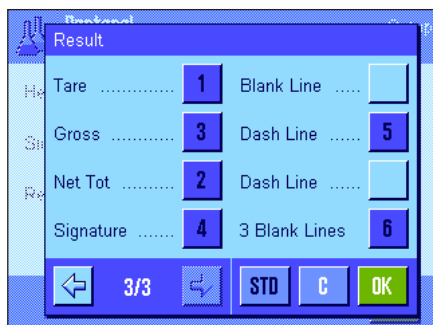 Result
Tare ............. 1
Blank Line .....
Gross ........... 3
Dash Line ...... 5
Net Tot ......... 2
Dash Line ......
Signature ....... 4
3 Blank Lines 6
3/3
STD
C
OK